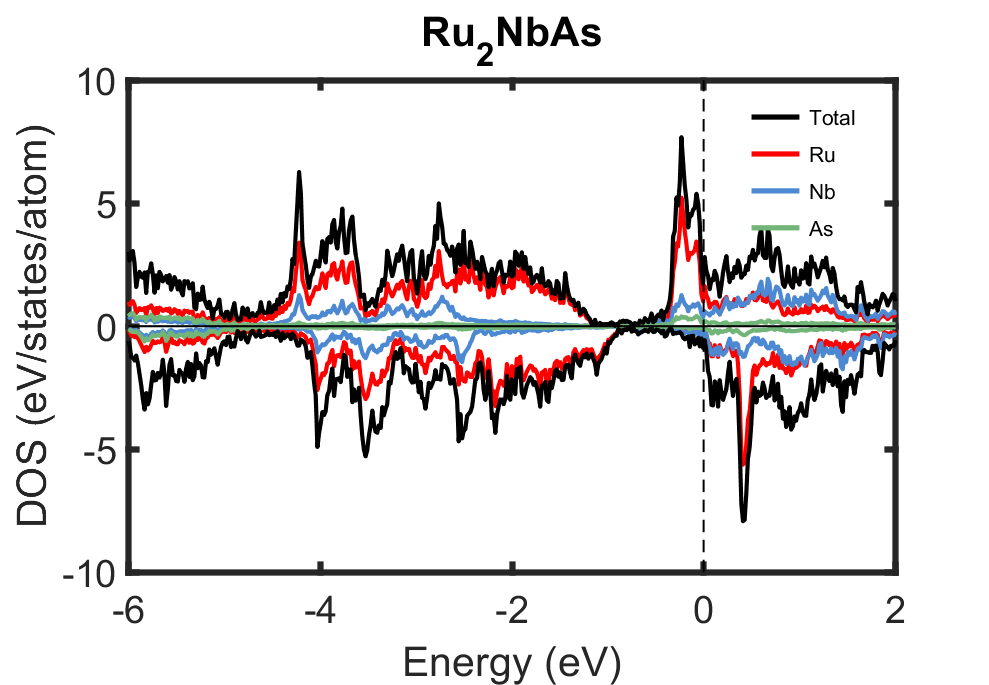 Ru2NbAs
10
5
0
-5
-10
DOS (eV/states/atom)
Total
Ru
Nb
As
-6
-4
-2
0
2
Energy (eV)